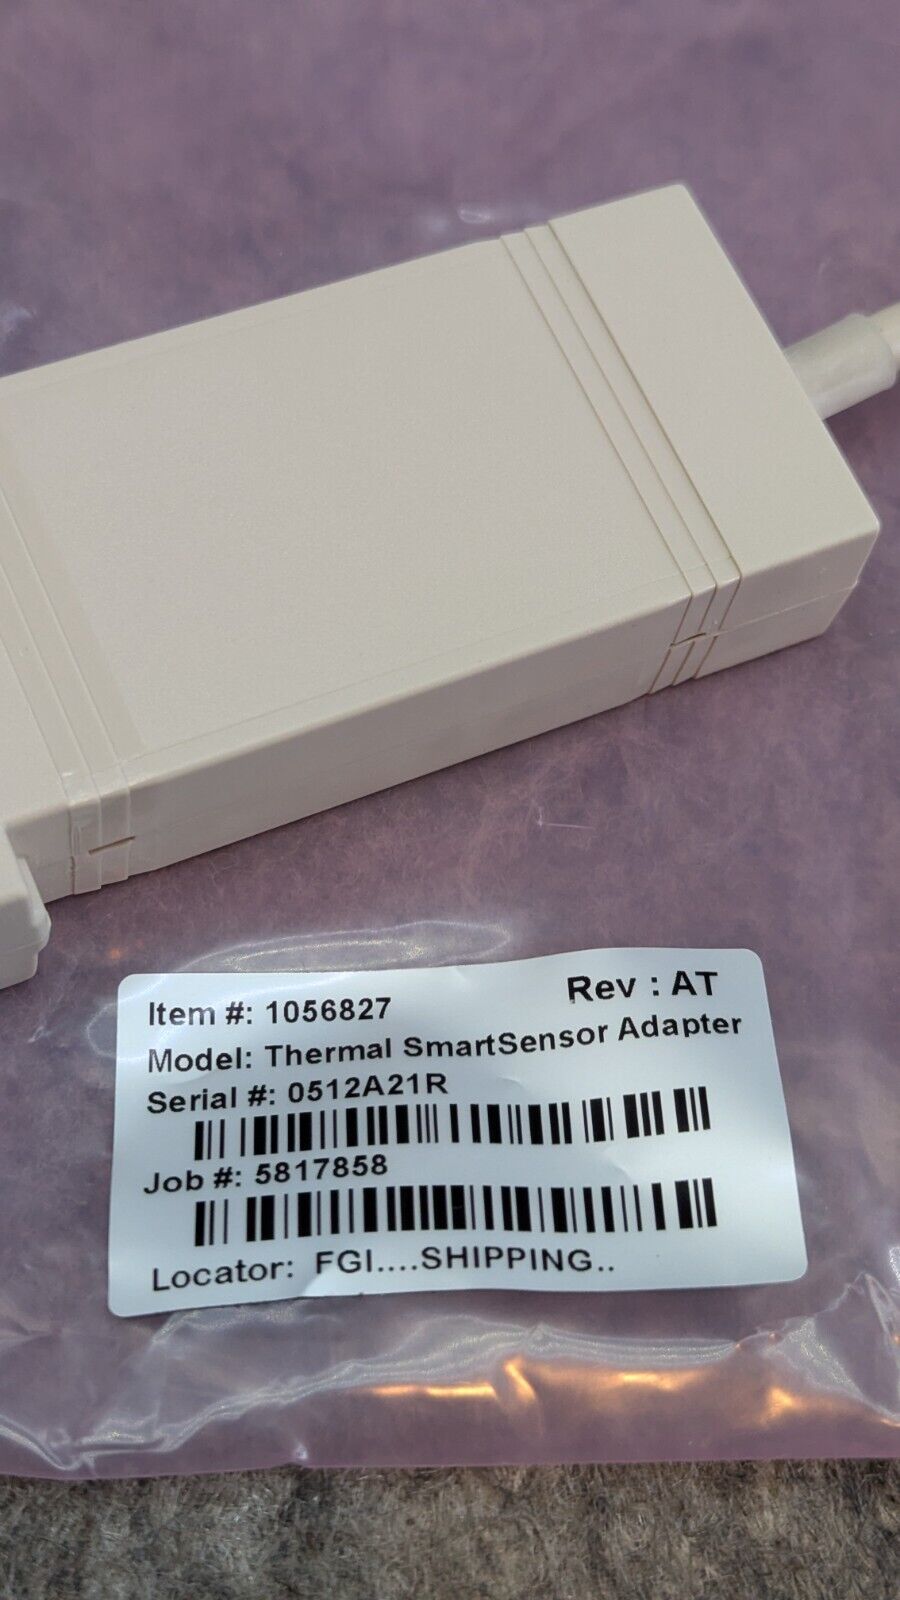 Item #: 1056827 Rev : AT
Model: Thermal SmartSensor Adapter
Serial #: 0512A21R
Job #: 5817858
Locator: FGI....SHIPPING..